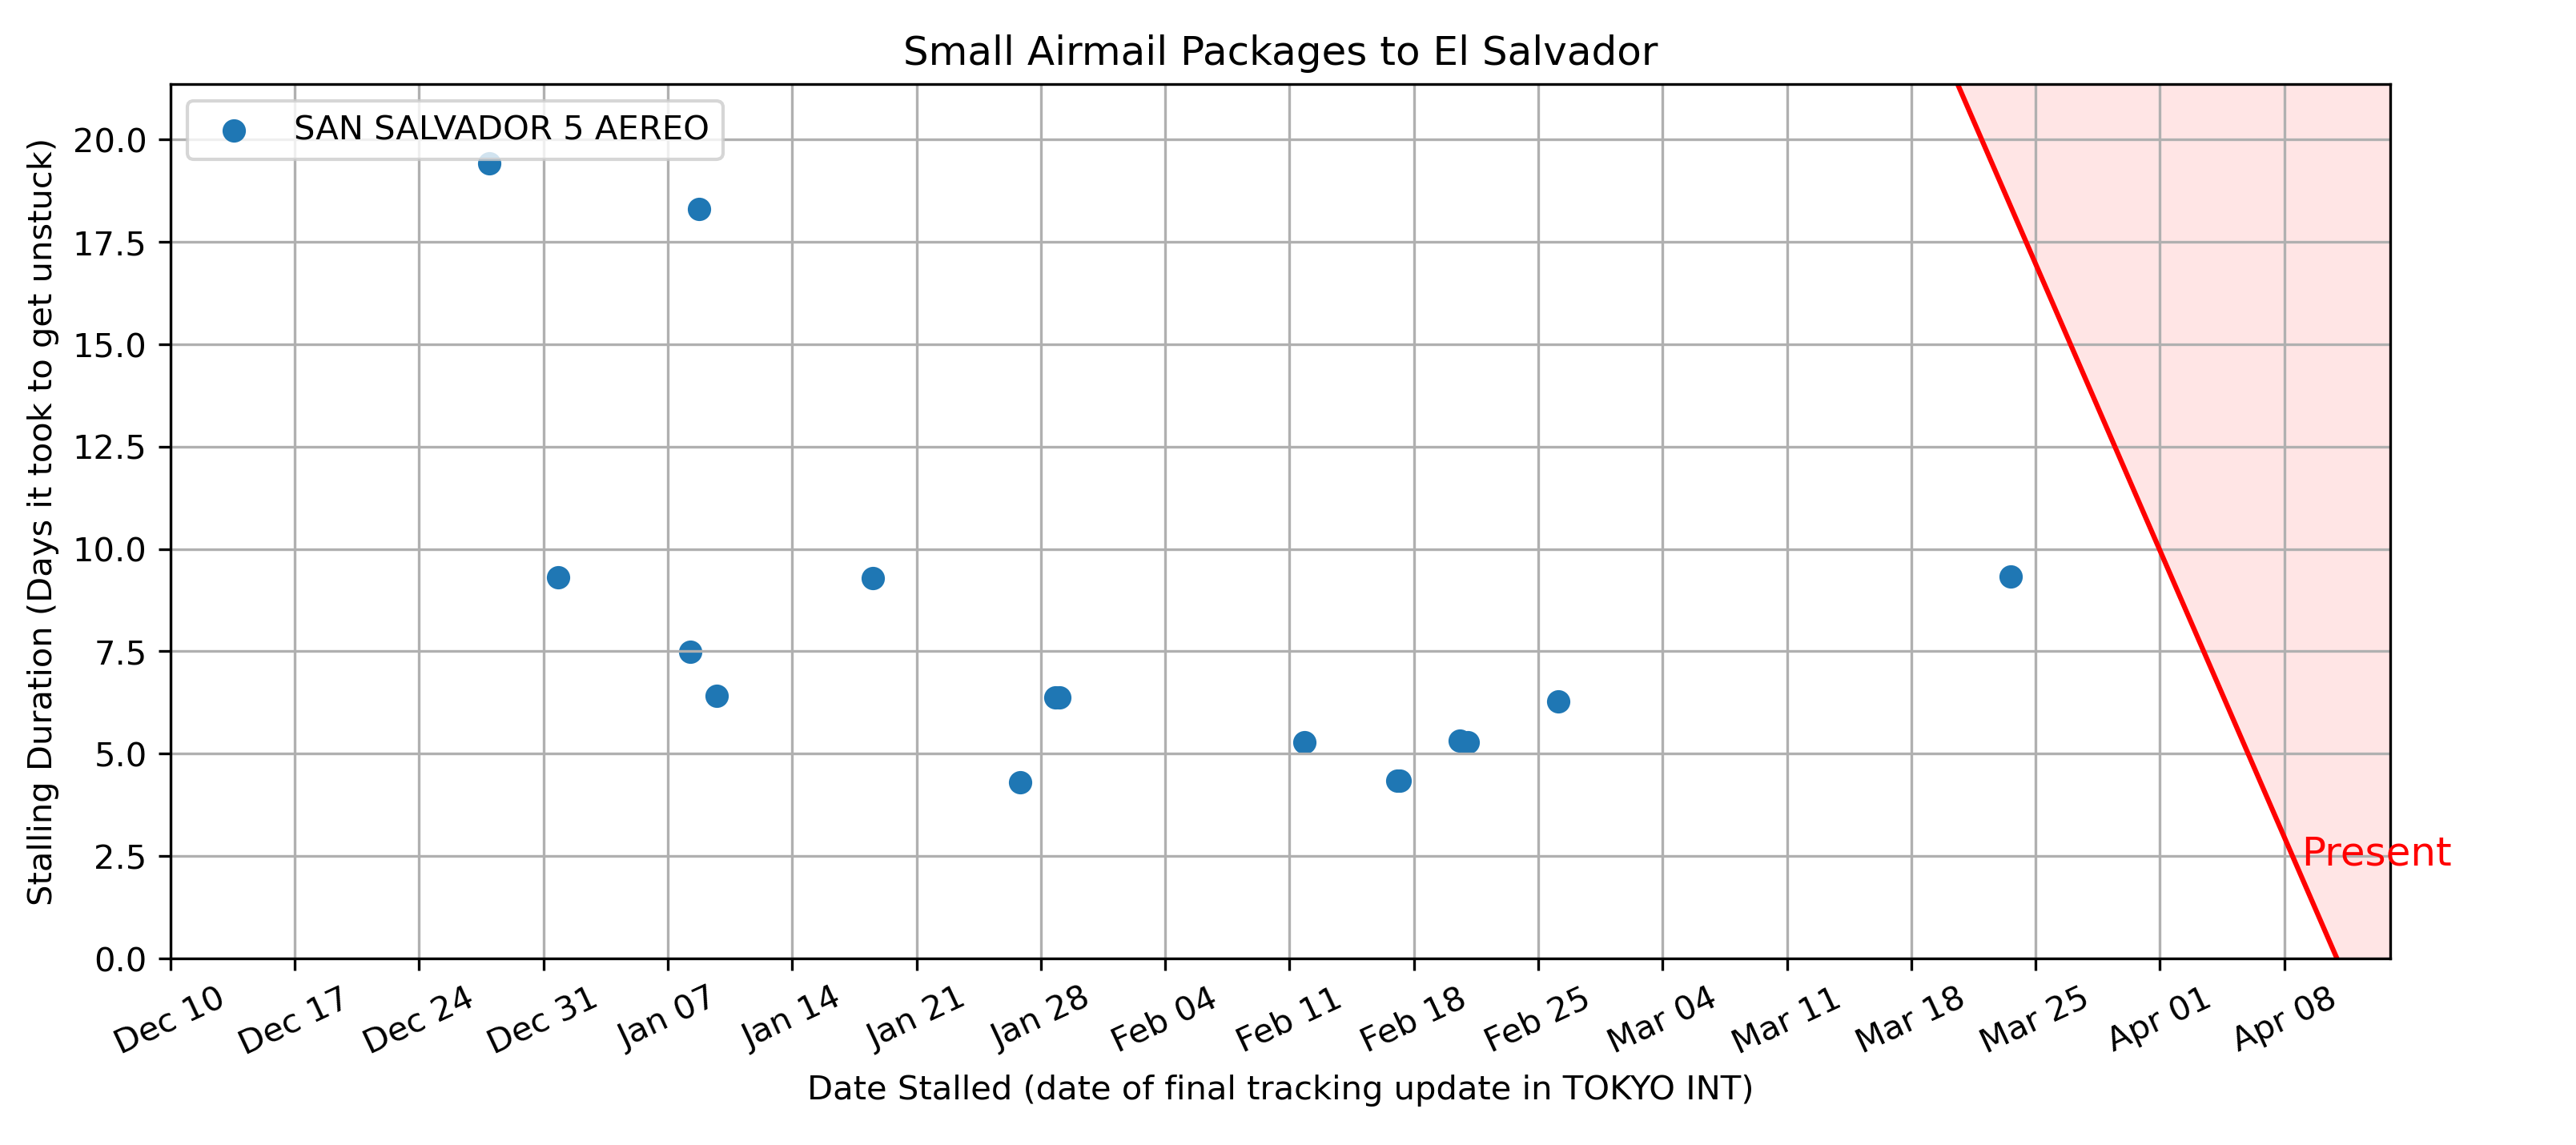 Small Airmail Packages to El Salvador
SAN SALVADOR 5 AEREO
Stalling Duration (Days it took to get unstuck)
20.0
17.5
15.0
12.5
10.0
7.5
5.0
2.5
0.0
Present
Dec 10
Dec 17
Dec 24
Dec 31
Jan 07
Jan 14
Jan 21
Jan 28
Feb 04
Feb 11
Feb 18
Feb 25
Mar 04
Mar 11
Mar 18
Mar 25
Apr 01
Apr 08
Date Stalled (date of final tracking update in TOKYO INT)